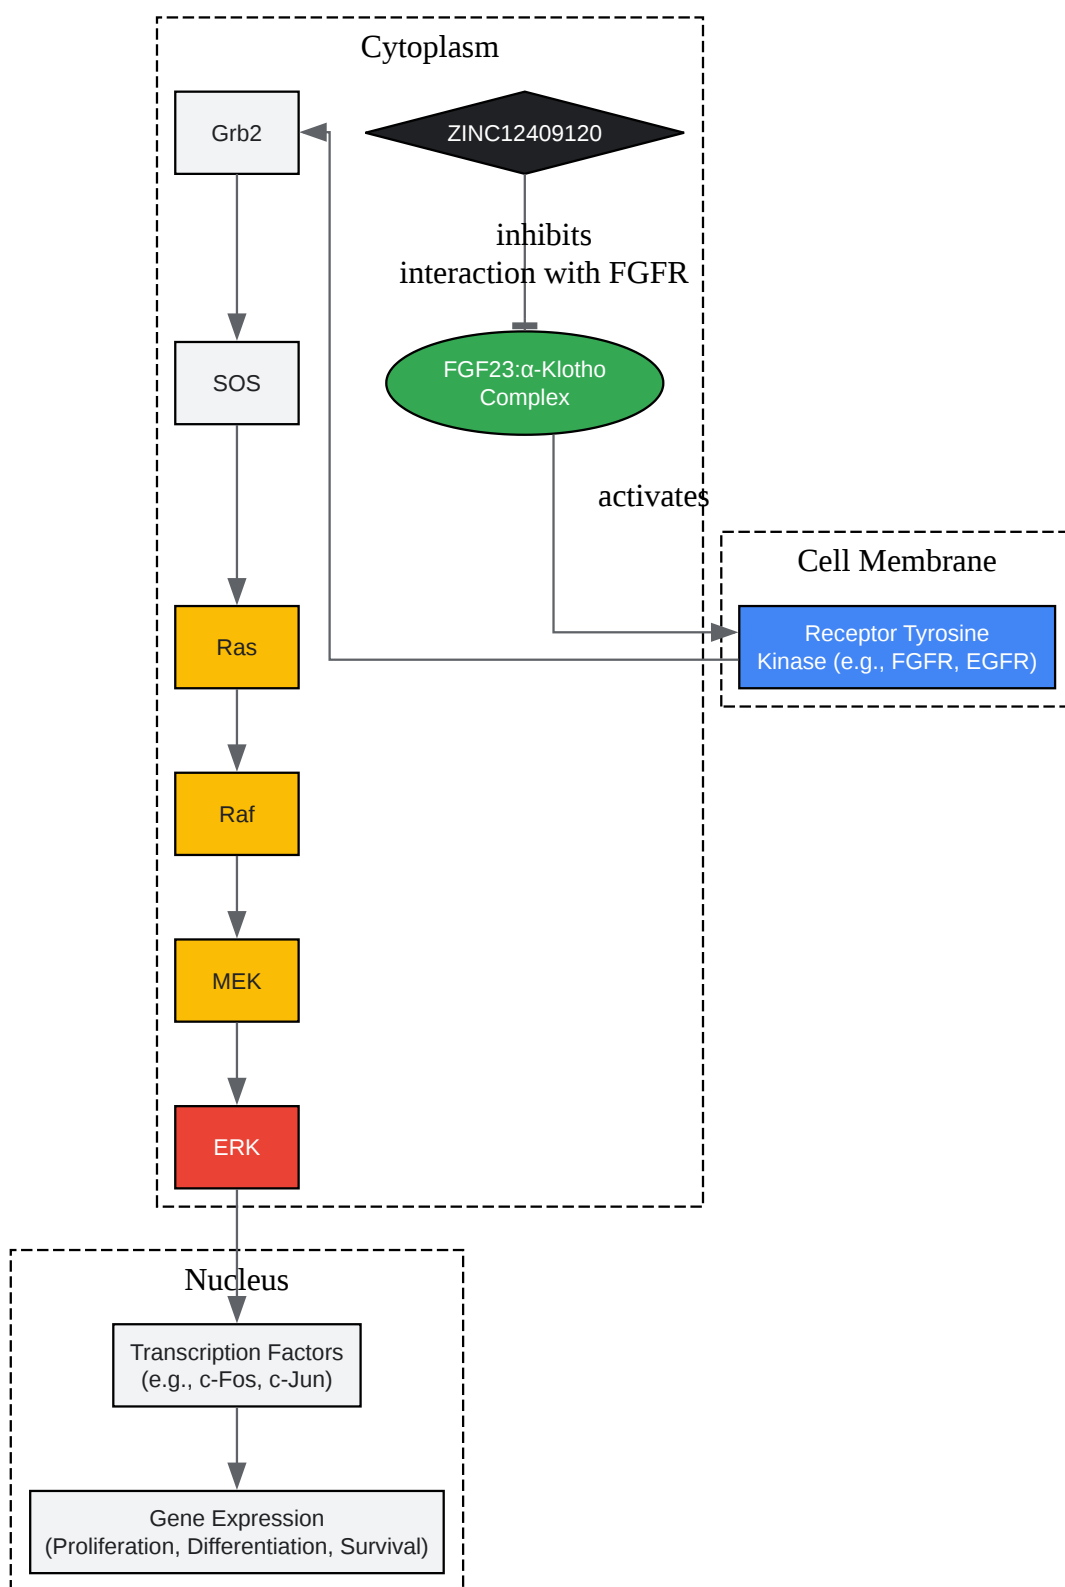 Cytoplasm
Grb2
ZINC12409120
inhibits
interaction with FGFR
SOS
FGF23:α-Klotho
Complex
activates
Cell Membrane
Receptor Tyrosine
Kinase (e.g., FGFR, EGFR)
Ras
Raf
MEK
ERK
Nucleus
Transcription Factors
(e.g., c-Fos, c-Jun)
Gene Expression
(Proliferation, Differentiation, Survival)